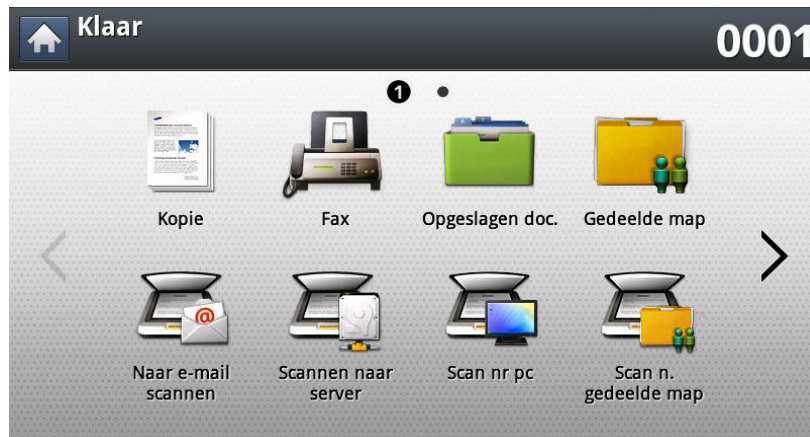 Klaar
0001
1
Kopie
Fax
Opgeslagen doc.
Gedeelde map
@
Naar e-mail
scannen
Scannen naar
server
Scan nr pc
Scan n.
gedeelde map